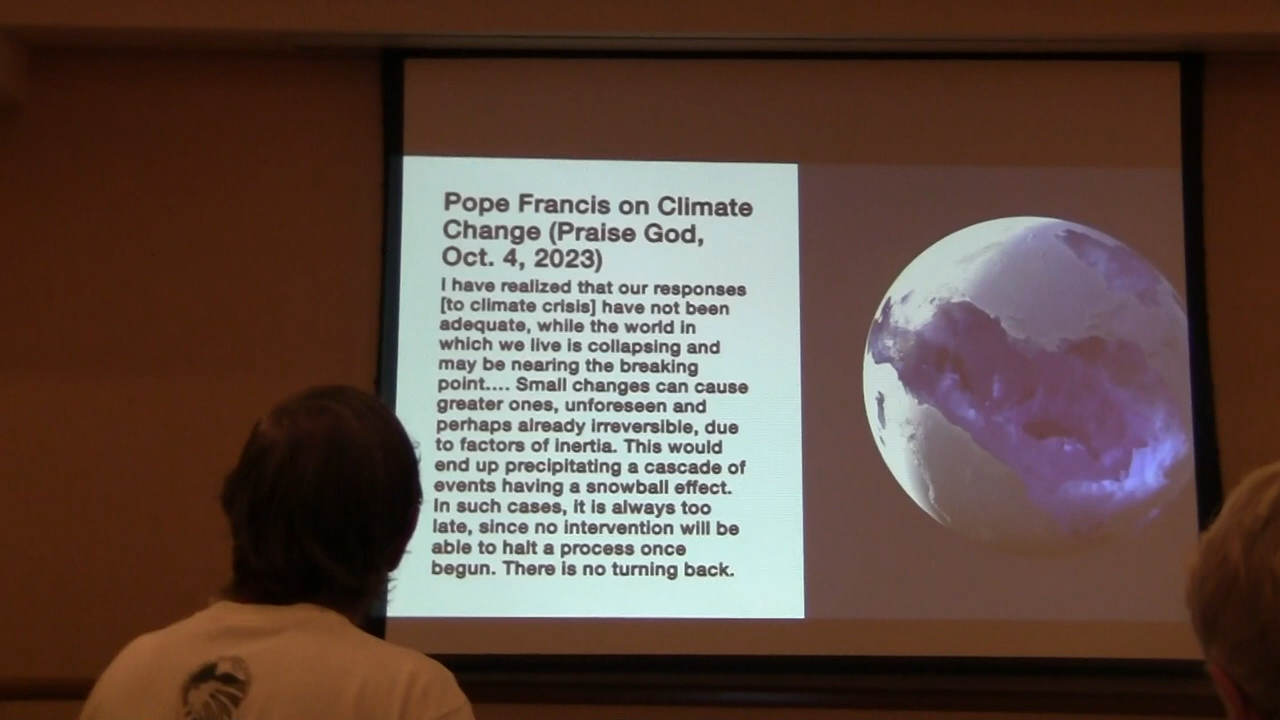 Pope Francis on Climate
Change (Praise God,
Oct. 4, 2023)
I have realized that our responses
[to climate crisis] have not been
adequate, while the world in
which we live is collapsing and
may be nearing the breaking
point.... Small changes can cause
greater ones, unforeseen and
perhaps already irreversible, due
to factors of inertia. This would
end up precipitating a cascade of
events having a snowball effect.
In such cases, it is always too
late, since no intervention will be
able to halt a process once
begun. There is no turning back.